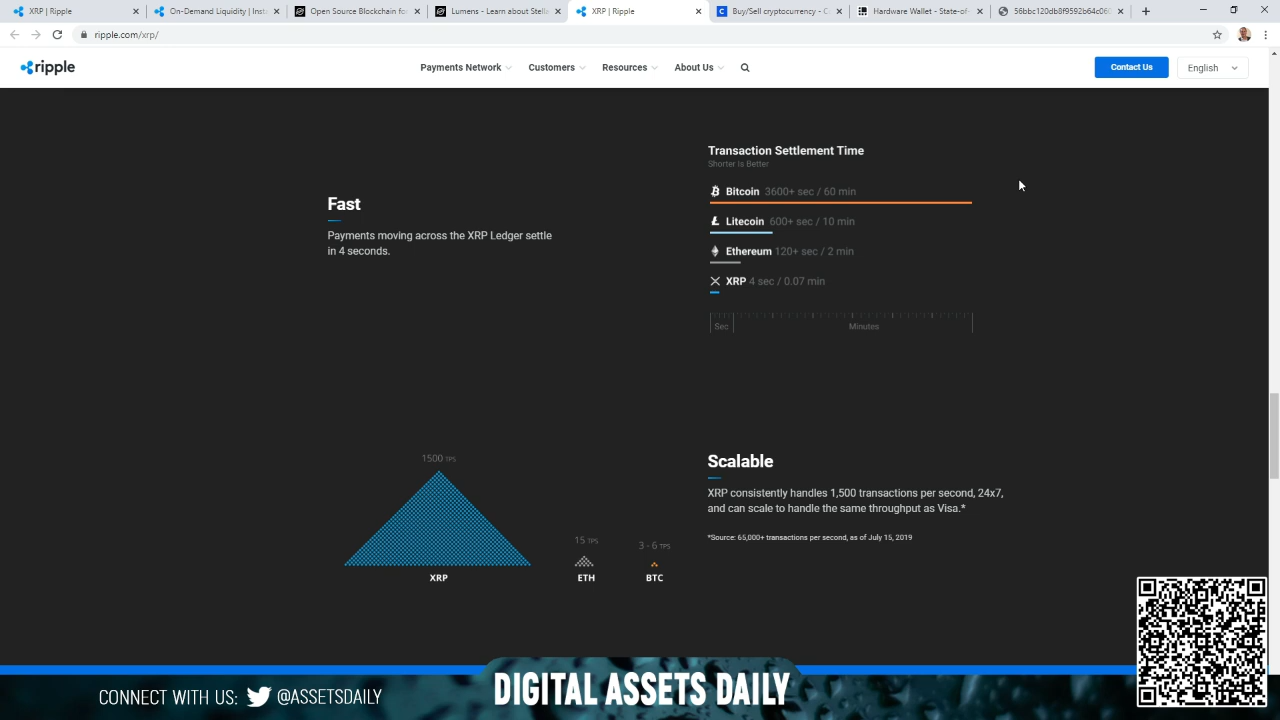 XRP | Ripple
On-Demand Liquidity | Inst
Open Source Blockchain fo
Lumens - Learn about Stell
XRP | Ripple
Buy/Sell cryptocurrency - C
Hardware Wallet - State-of-
56bbc120db8f9592b64c060
ripple.com/xrp/
ripple
Payments Network
Customers
Resources
About Us
Contact Us
English
Transaction Settlement Time
Shorter Is Better
Bitcoin 3600+ sec / 60 min
Litecoin 600+ sec / 10 min
Ethereum 120+ sec / 2 min
XRP 4 sec / 0.07 min
Sec
Minutes
Fast
Payments moving across the XRP Ledger settle
in 4 seconds.
1500 TPS
XRP
15 TPS
ETH
3 - 6 TPS
BTC
Scalable
XRP consistently handles 1,500 transactions per second, 24x7,
and can scale to handle the same throughput as Visa.*
*Source: 65,000+ transactions per second, as of July 15, 2019
CONNECT WITH US: @ASSETSDAILY
DIGITAL ASSETS DAILY